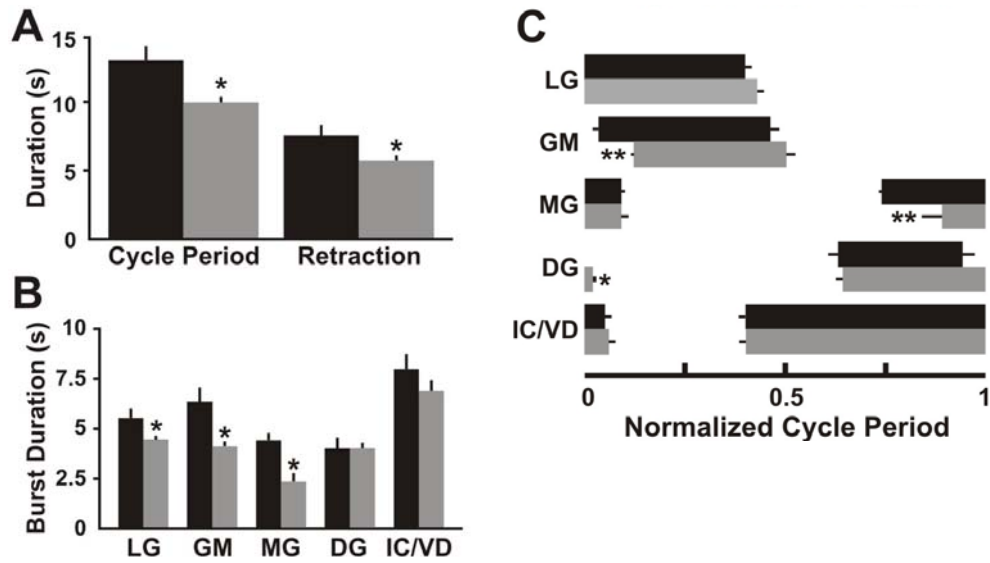 A
Duration (s)
15
10
5
0
*
*
Cycle Period Retraction
B
Burst Duration (s)
10
7.5
5
2.5
0
*
*
*
LG GM MG DG IC/VD
C
LG
GM
**
MG
**
DG
*
IC/VD
0 0.5 1
Normalized Cycle Period